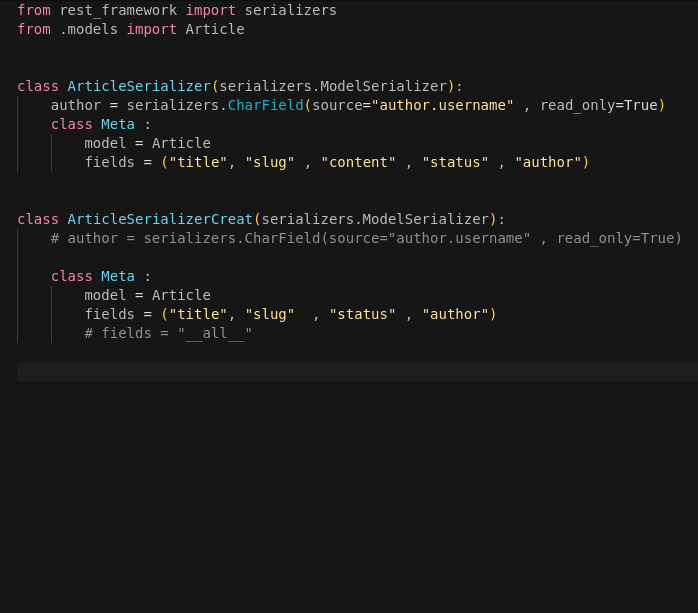 from rest_framework import serializers
from .models import Article
class ArticleSerializer(serializers.ModelSerializer):
    author = serializers.CharField(source="author.username" , read_only=True)
    class Meta :
        model = Article
        fields = ("title", "slug" , "content" , "status" , "author")
class ArticleSerializerCreat(serializers.ModelSerializer):
    # author = serializers.CharField(source="author.username" , read_only=True)
    class Meta :
        model = Article
        fields = ("title", "slug"  , "status" , "author")
        # fields = "__all__"